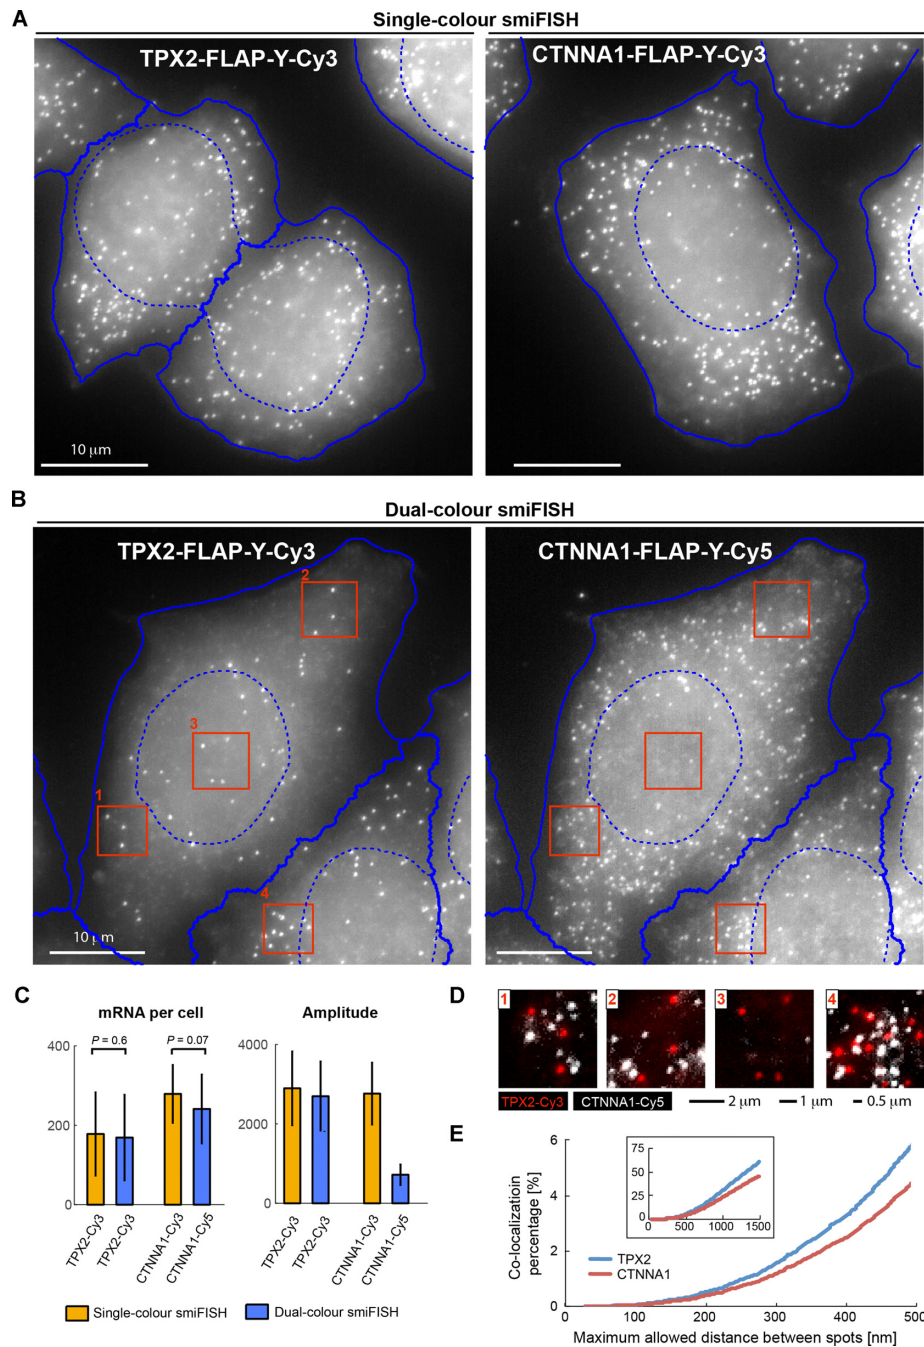 A
Single-colour smiFISH
TPX2-FLAP-Y-Cy3
CTNNA1-FLAP-Y-Cy3
10 μm
B
Dual-colour smiFISH
TPX2-FLAP-Y-Cy3
CTNNA1-FLAP-Y-Cy5
2
3
1
4
10 μm
C
mRNA per cell
Amplitude
P = 0.6
P = 0.07
400
200
0
4000
2000
0
TPX2-Cy3
TPX2-Cy3
CTNNA1-Cy3
CTNNA1-Cy5
TPX2-Cy3
TPX2-Cy3
CTNNA1-Cy3
CTNNA1-Cy5
Single-colour smiFISH
Dual-colour smiFISH
D
1
2
3
4
TPX2-Cy3
CTNNA1-Cy5
2 μm
1 μm
0.5 μm
E
Co-localizatioin
percentage [%]
6
4
2
0
75
50
25
0
0
500
1000
1500
TPX2
CTNNA1
0
100
200
300
400
500
Maximum allowed distance between spots [nm]